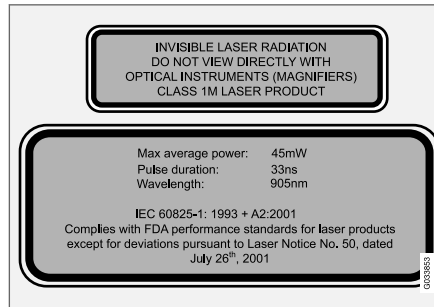 INVISIBLE LASER RADIATION
DO NOT VIEW DIRECTLY WITH
OPTICAL INSTRUMENTS (MAGNIFIERS)
CLASS 1M LASER PRODUCT
Max average power: 45mW
Pulse duration: 33ns
Wavelength: 905nm
IEC 60825-1: 1993 + A2:2001
Complies with FDA performance standards for laser products
except for deviations pursuant to Laser Notice No. 50, dated
July 26th, 2001
G033853